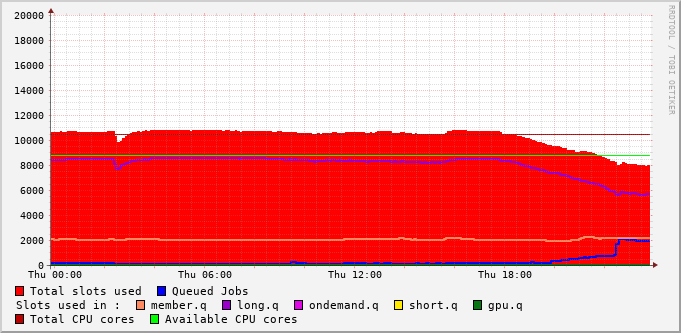 20000
18000
16000
14000
12000
10000
8000
6000
4000
2000
0
Thu 00:00 Thu 06:00 Thu 12:00 Thu 18:00
Total slots used Queued Jobs
Slots used in : member.q long.q ondemand.q short.q gpu.q
Total CPU cores Available CPU cores
RRDTOOL / TOBI OETIKER